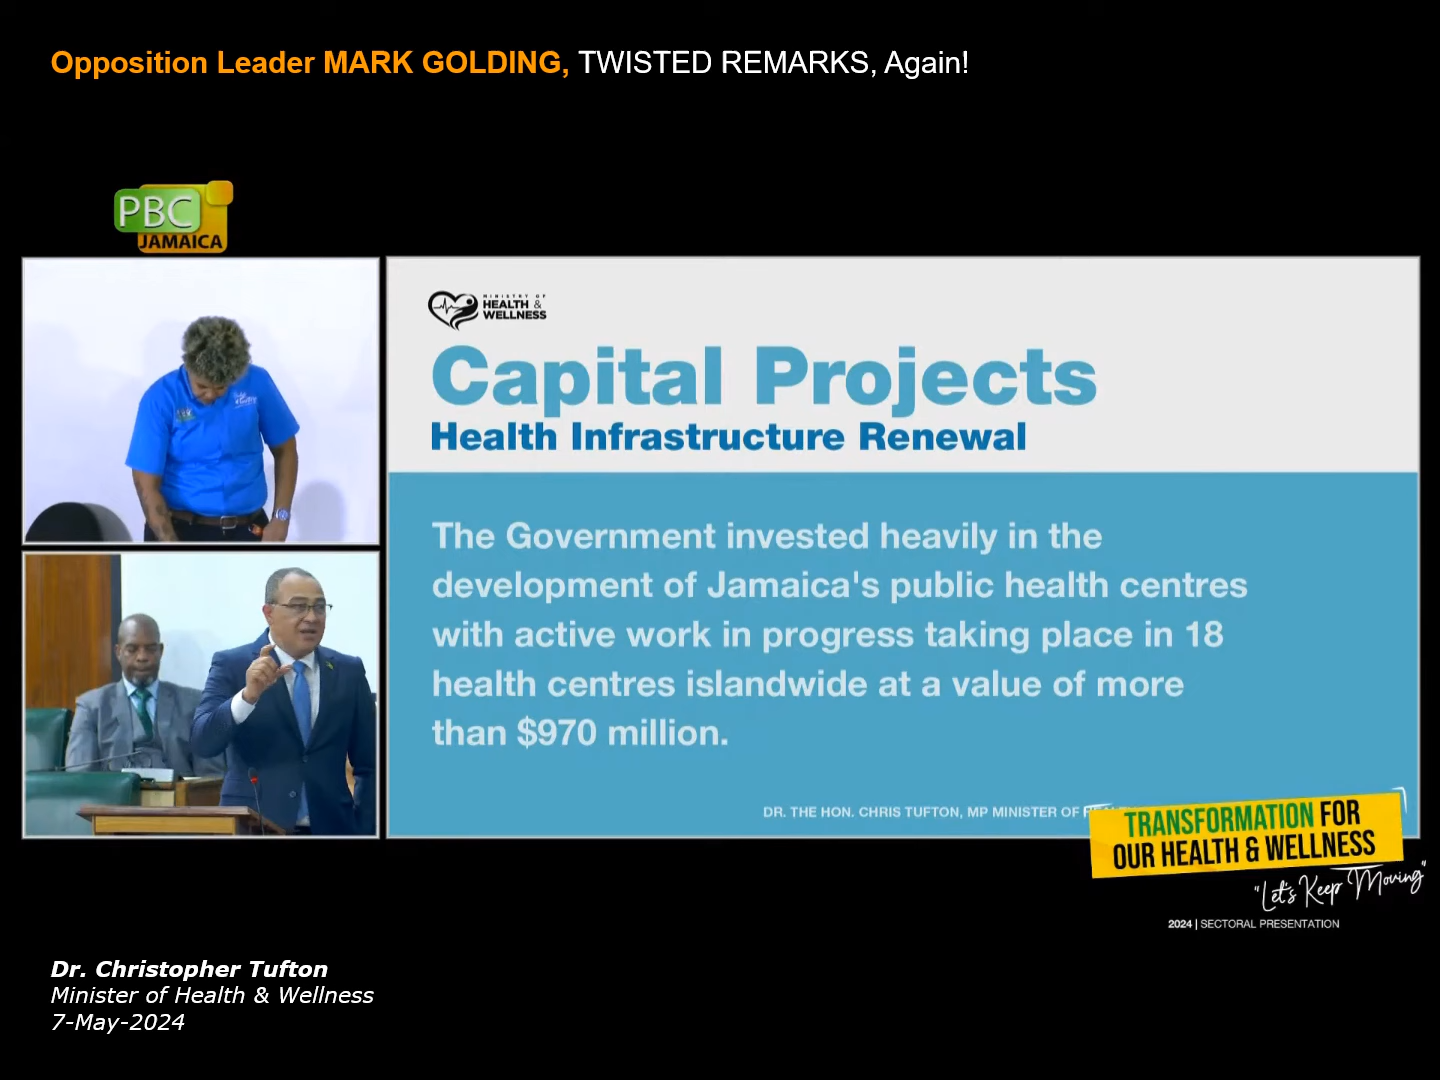 Opposition Leader MARK GOLDING, TWISTED REMARKS, Again!
PBC
JAMAICA
MINISTRY OF
HEALTH &
WELLNESS
Capital Projects
Health Infrastructure Renewal
The Government invested heavily in the
development of Jamaica's public health centres
with active work in progress taking place in 18
health centres islandwide at a value of more
than $970 million.
DR. THE HON. CHRIS TUFTON, MP MINISTER OF
TRANSFORMATION FOR
OUR HEALTH & WELLNESS
"Let's Keep Moving"
2024 | SECTORAL PRESENTATION
Dr. Christopher Tufton
Minister of Health & Wellness
7-May-2024